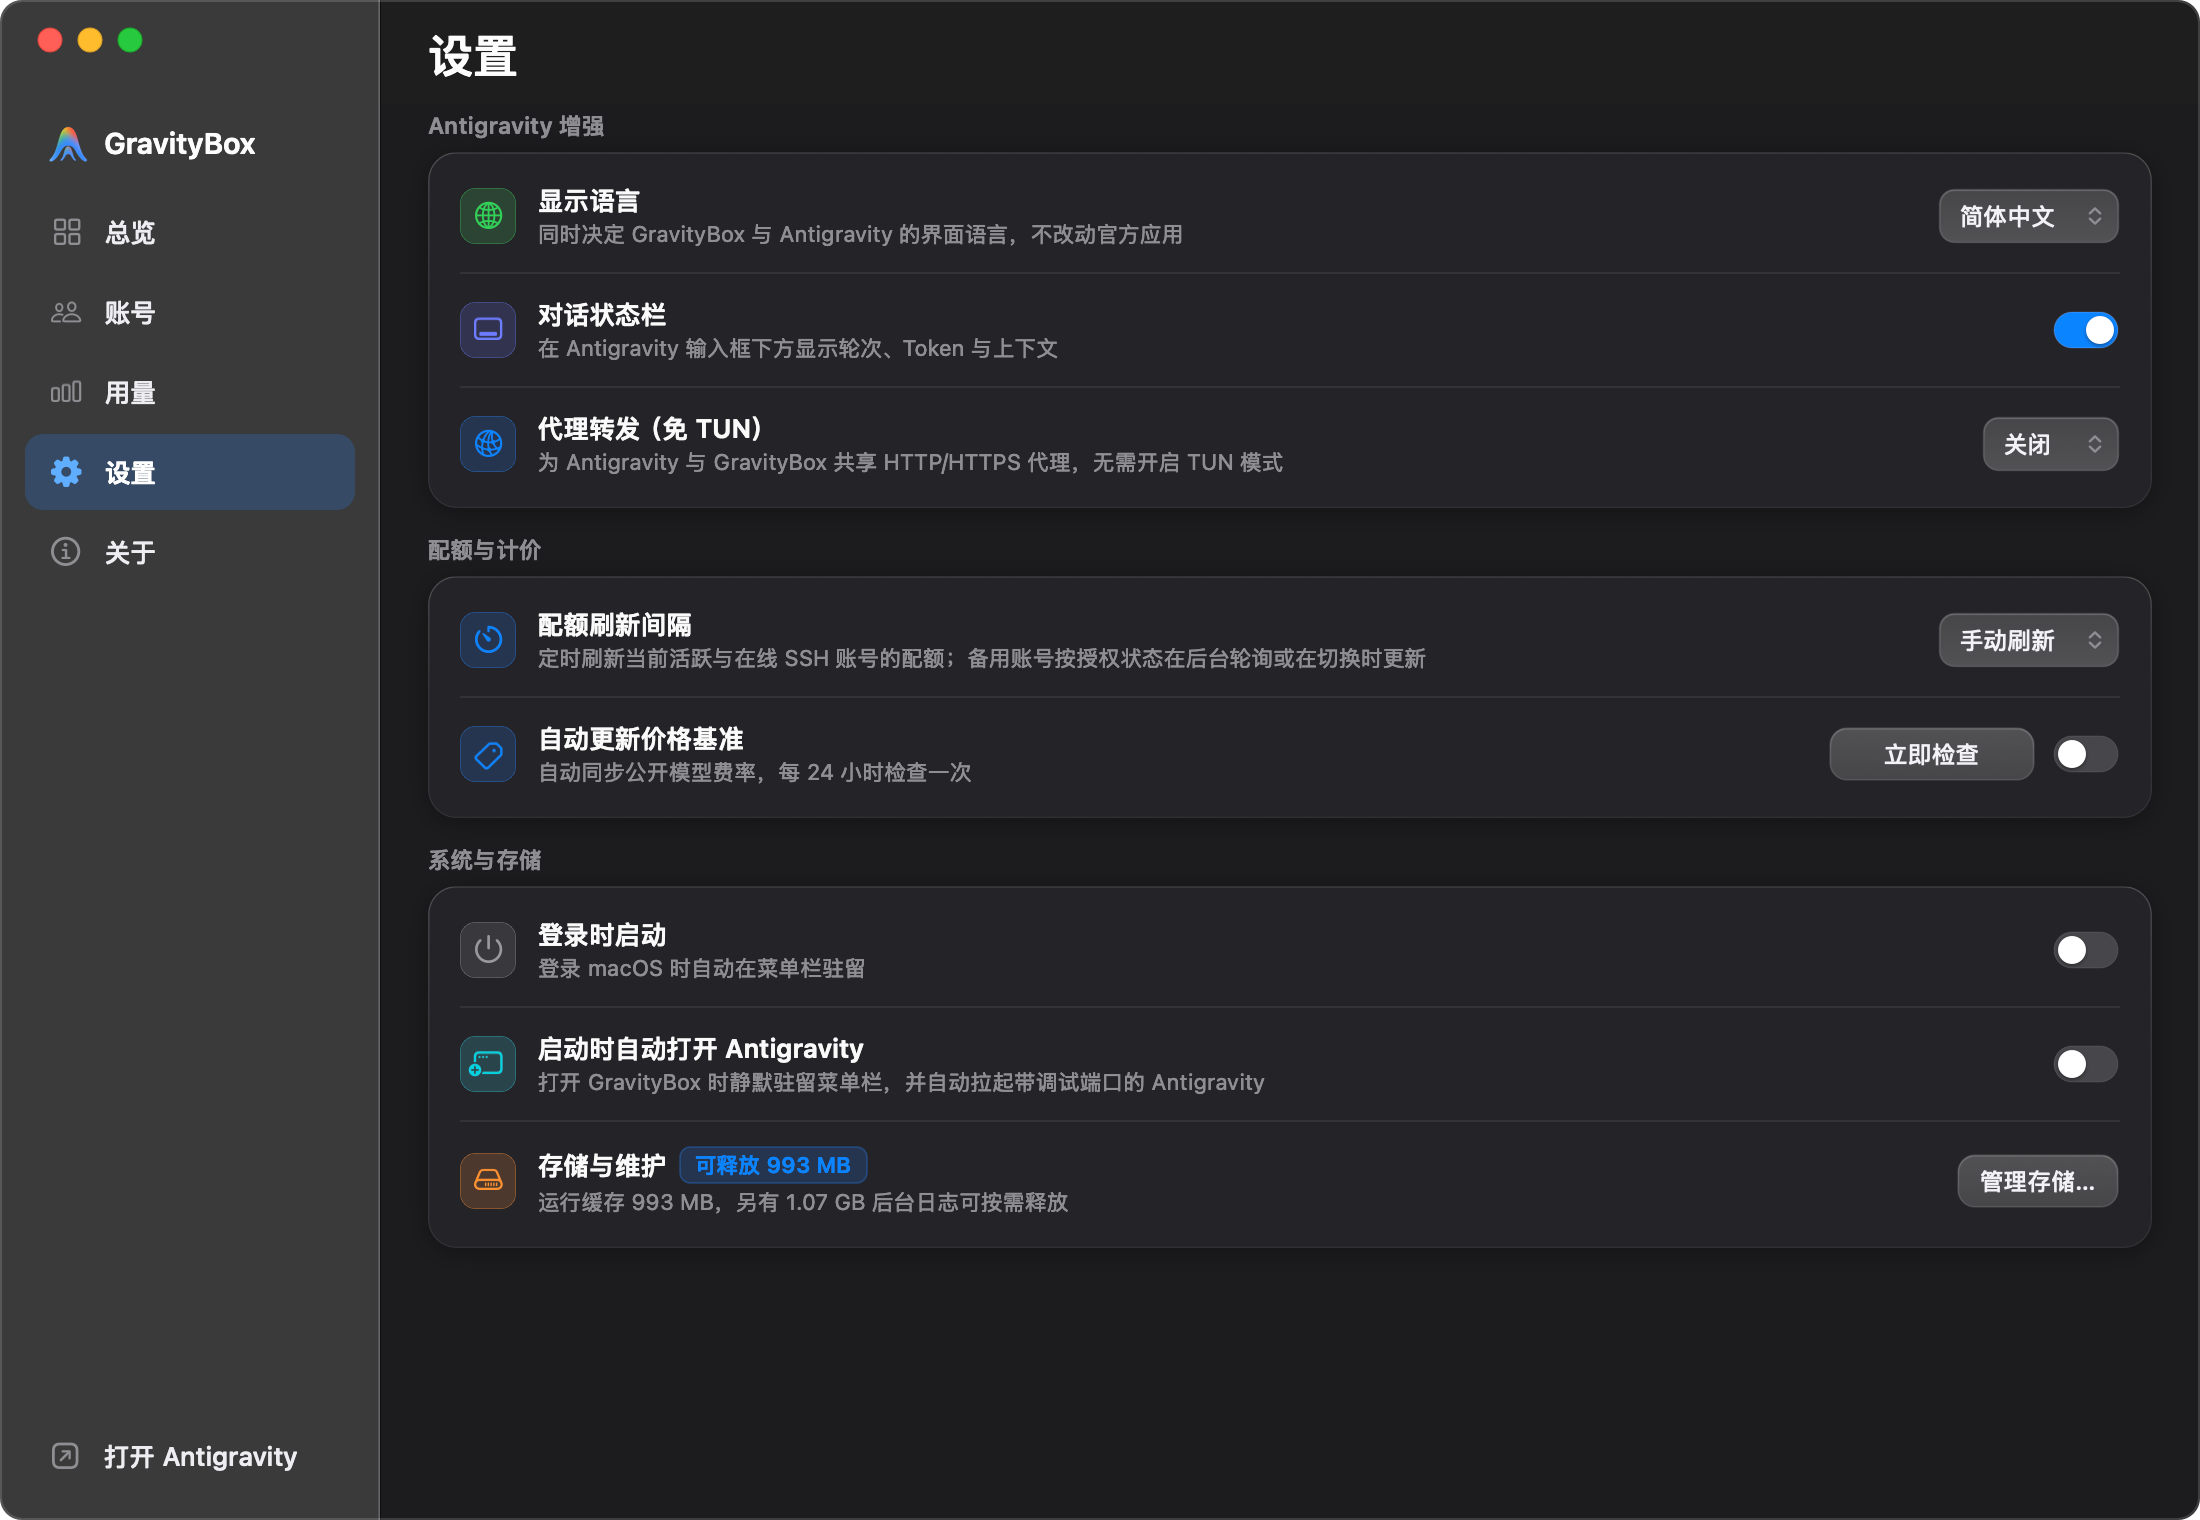 GravityBox
总览
账号
用量
设置
关于
打开 Antigravity
设置
Antigravity 增强
显示语言
同时决定 GravityBox 与 Antigravity 的界面语言，不改动官方应用
简体中文
对话状态栏
在 Antigravity 输入框下方显示轮次、Token 与上下文
代理转发（免 TUN）
为 Antigravity 与 GravityBox 共享 HTTP/HTTPS 代理，无需开启 TUN 模式
关闭
配额与计价
配额刷新间隔
定时刷新当前活跃与在线 SSH 账号的配额；备用账号按授权状态在后台轮询或在切换时更新
手动刷新
自动更新价格基准
自动同步公开模型费率，每 24 小时检查一次
立即检查
系统与存储
登录时启动
登录 macOS 时自动在菜单栏驻留
启动时自动打开 Antigravity
打开 GravityBox 时静默驻留菜单栏，并自动拉起带调试端口的 Antigravity
存储与维护 可释放 993 MB
运行缓存 993 MB，另有 1.07 GB 后台日志可按需释放
管理存储...